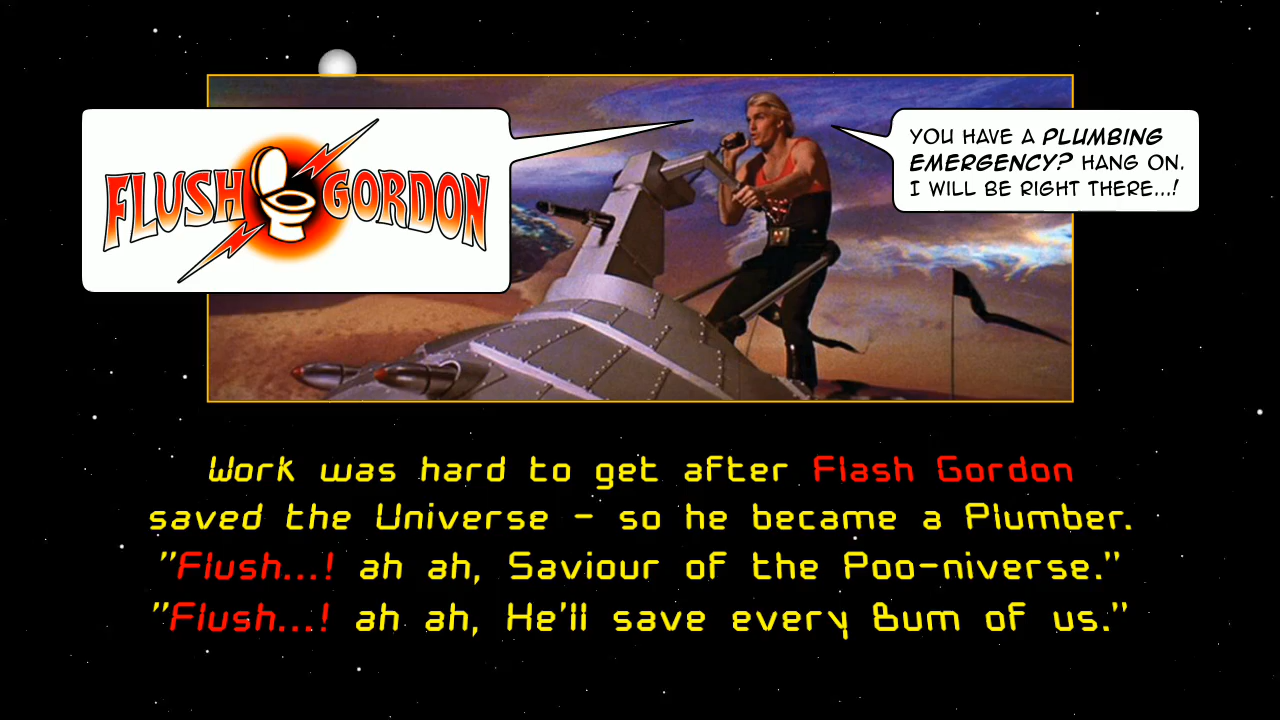 FLUSH GORDON
YOU HAVE A PLUMBING
EMERGENCY? HANG ON.
I WILL BE RIGHT THERE...!
Work was hard to get after Flash Gordon
saved the Universe - so he became a Plumber.
"Flush...! ah ah, Saviour of the Poo-niverse."
"Flush...! ah ah, He'll save every Bum of us."